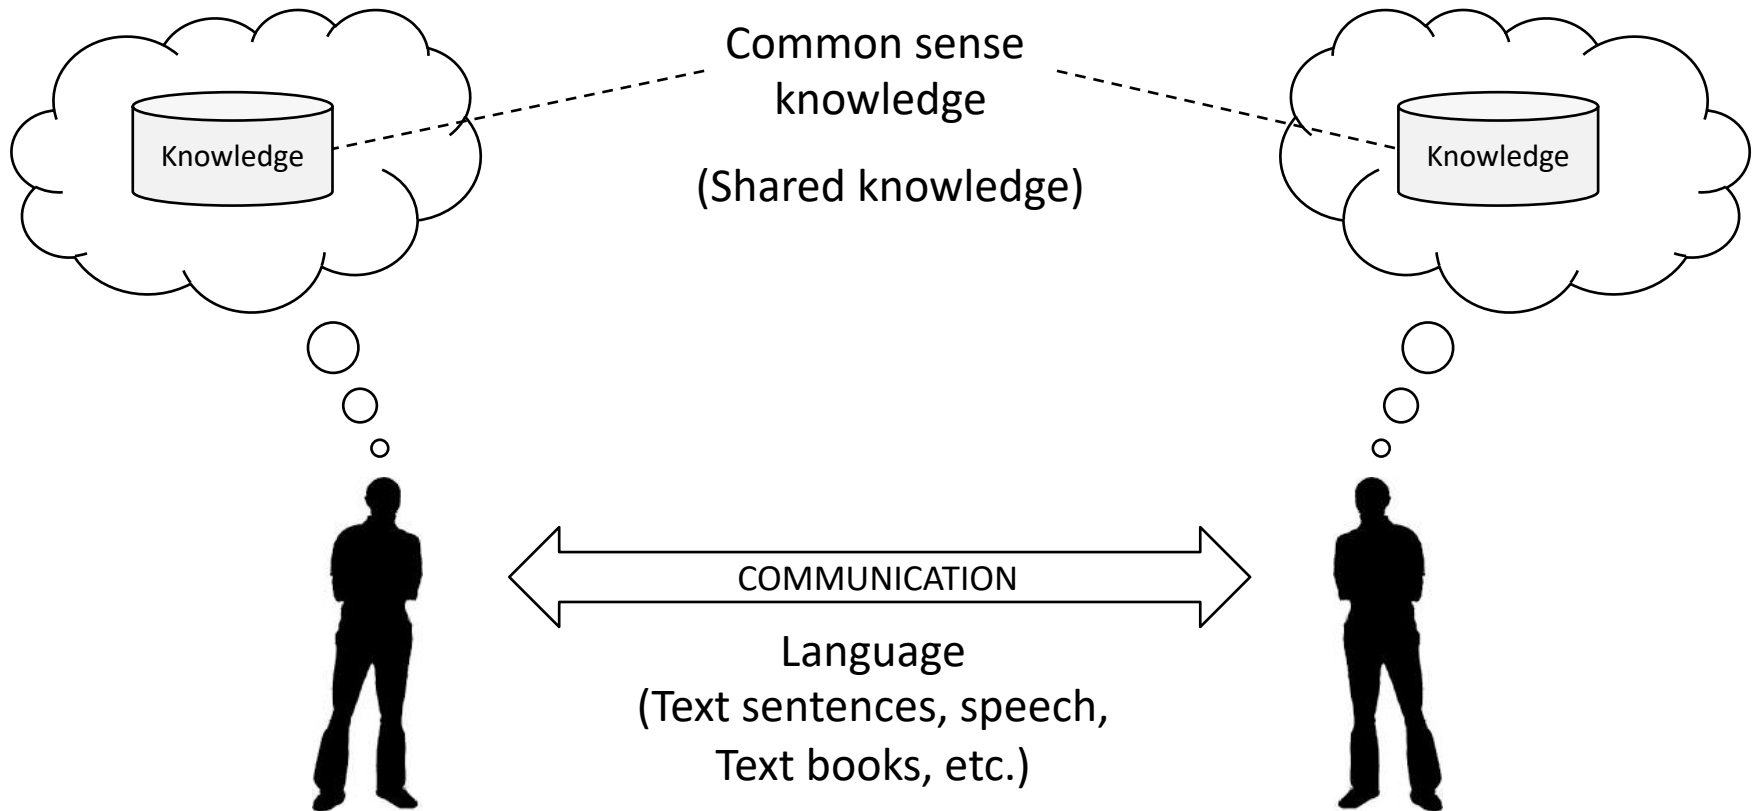 Common sense
knowledge
Knowledge
Knowledge
(Shared knowledge)
COMMUNICATION
Language
(Text sentences, speech,
Text books, etc.)